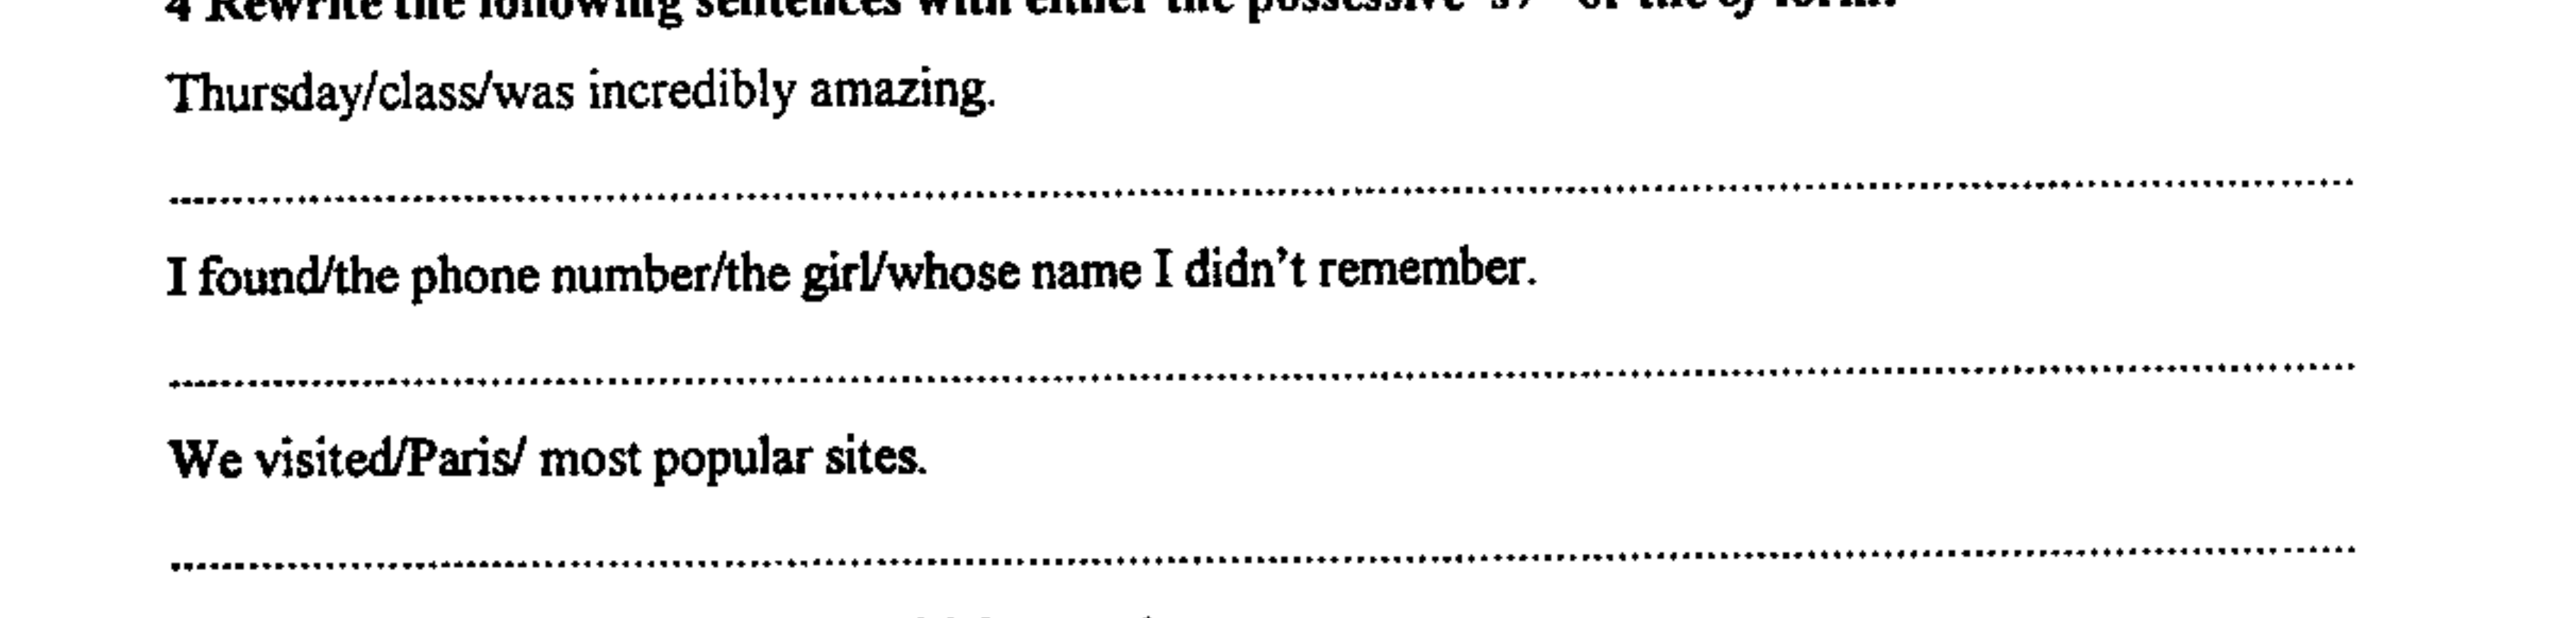 4 Rewrite the following sentences with either the possessive 's/' or the of form.
Thursday/class/was incredibly amazing.
I found/the phone number/the girl/whose name I didn't remember.
We visited/Paris/ most popular sites.